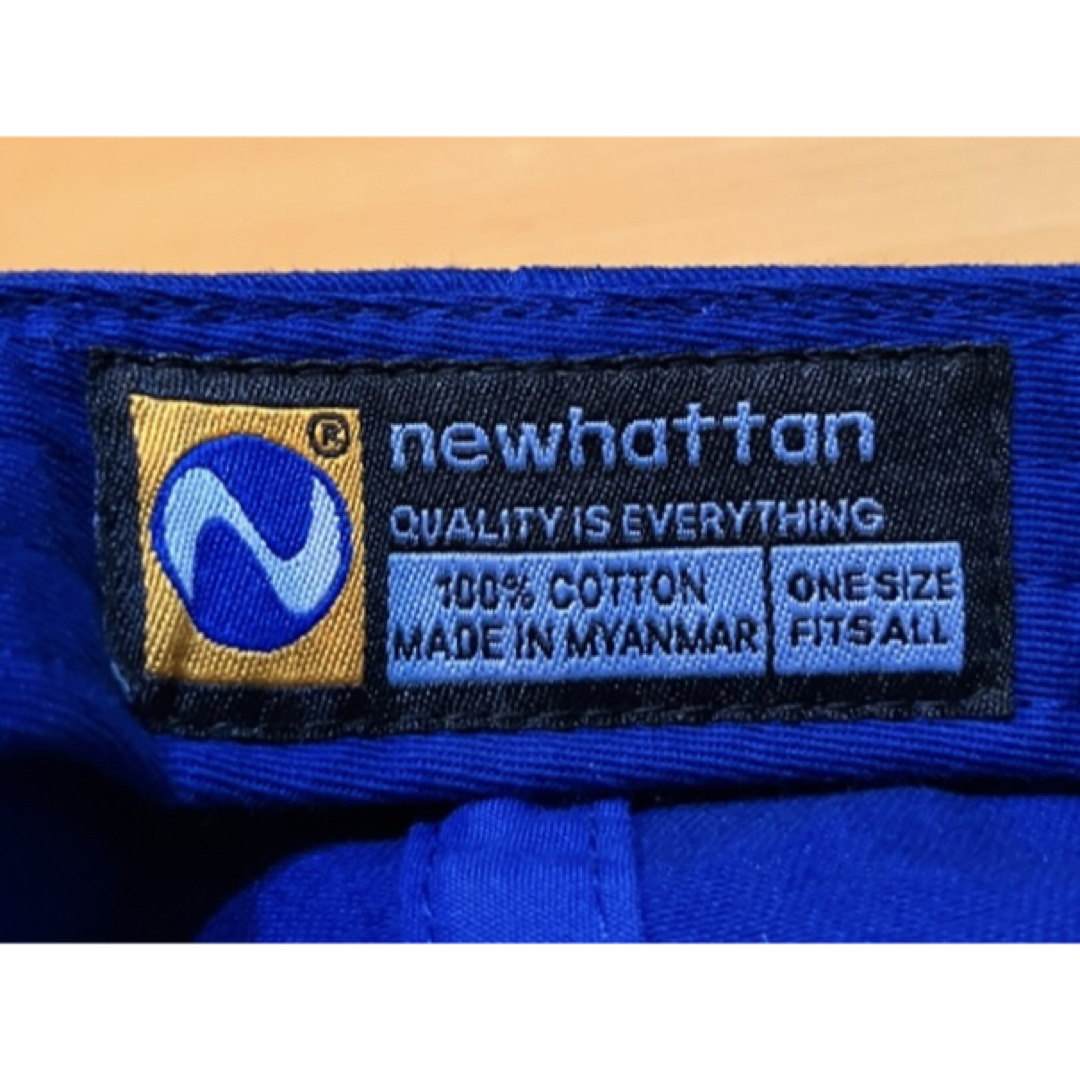 ®
newhattan
QUALITY IS EVERYTHING
100% COTTON
MADE IN MYANMAR
ONE SIZE
FITS ALL